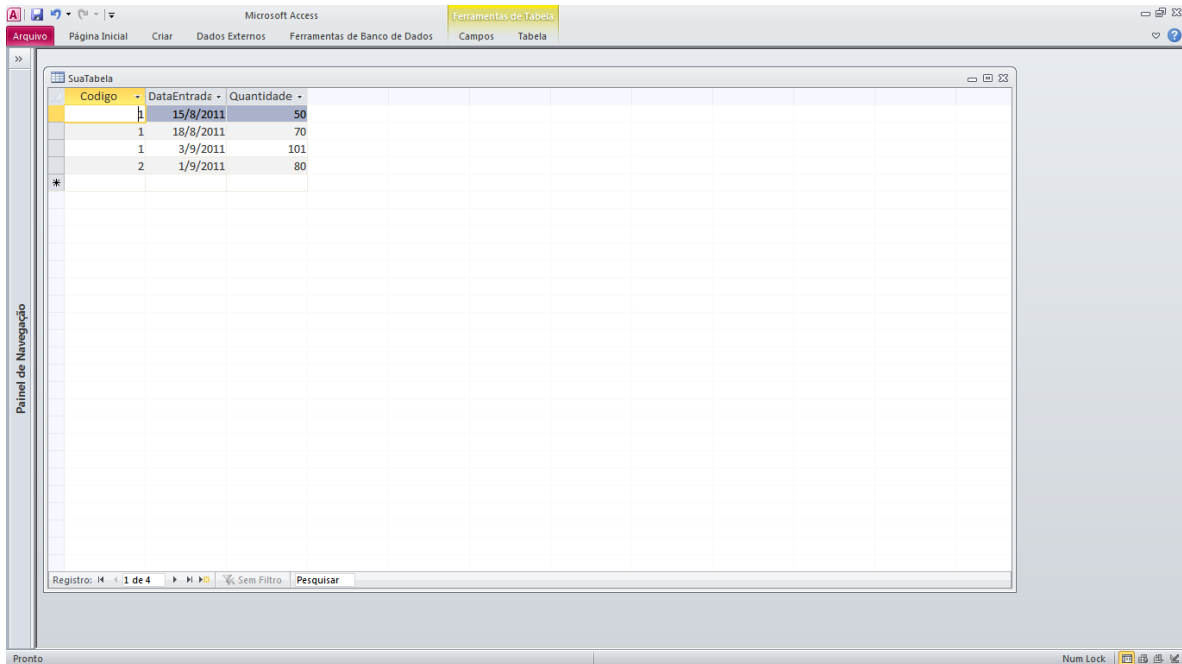 Microsoft Access
Ferramentas de Tabela
Arquivo Página Inicial Criar Dados Externos Ferramentas de Banco de Dados Campos Tabela
»
SuaTabela
Codigo DataEntrada Quantidade
1 15/8/2011 50
1 18/8/2011 70
1 3/9/2011 101
2 1/9/2011 80
*
Painel de Navegação
Registro: 1 de 4 Sem Filtro Pesquisar
Pronto Num Lock